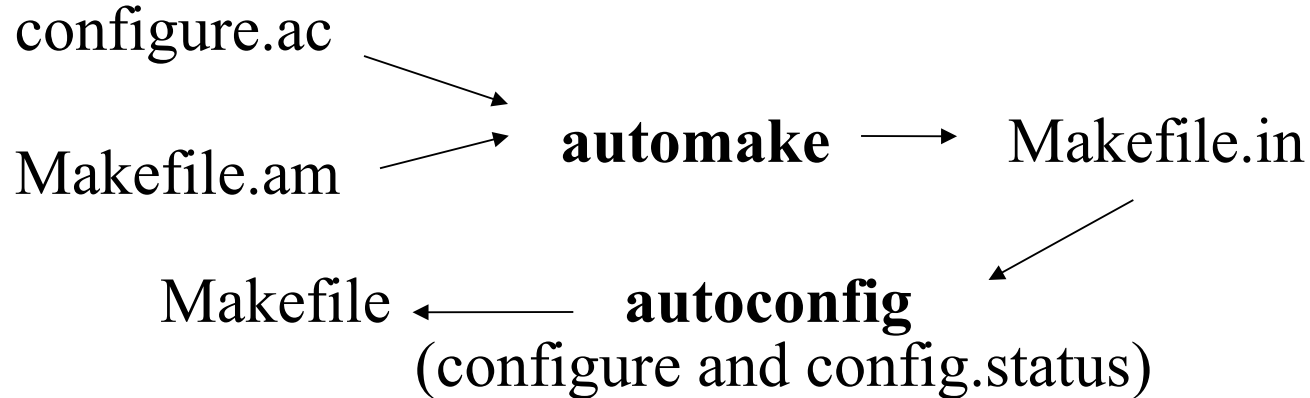 configure.ac
automake
Makefile.in
Makefile.am
Makefile
autoconfig
(configure and config.status)